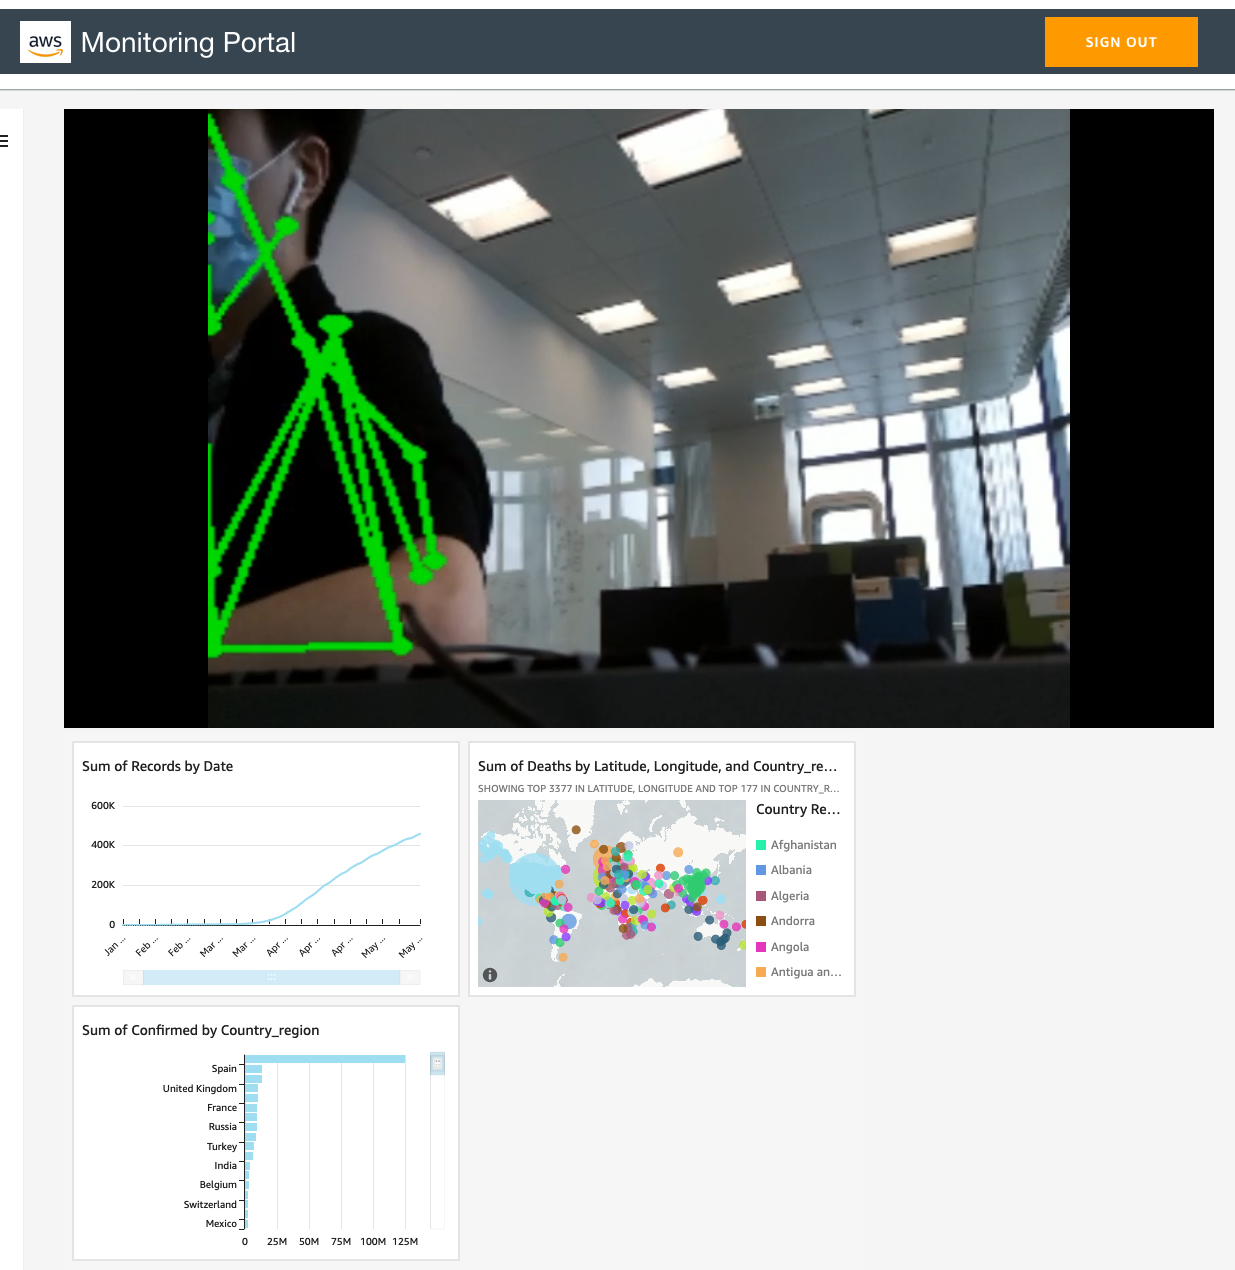 aws Monitoring Portal
SIGN OUT
Sum of Records by Date
600K
400K
200K
0
Jan ...
Feb ...
Feb ...
Mar ...
Mar ...
Apr ...
Apr ...
Apr ...
May ...
May ...
Sum of Deaths by Latitude, Longitude, and Country_re...
SHOWING TOP 3377 IN LATITUDE, LONGITUDE AND TOP 177 IN COUNTRY_R...
Country Re...
Afghanistan
Albania
Algeria
Andorra
Angola
Antigua an...
i
Sum of Confirmed by Country_region
Spain
United Kingdom
France
Russia
Turkey
India
Belgium
Switzerland
Mexico
0 25M 50M 75M 100M 125M